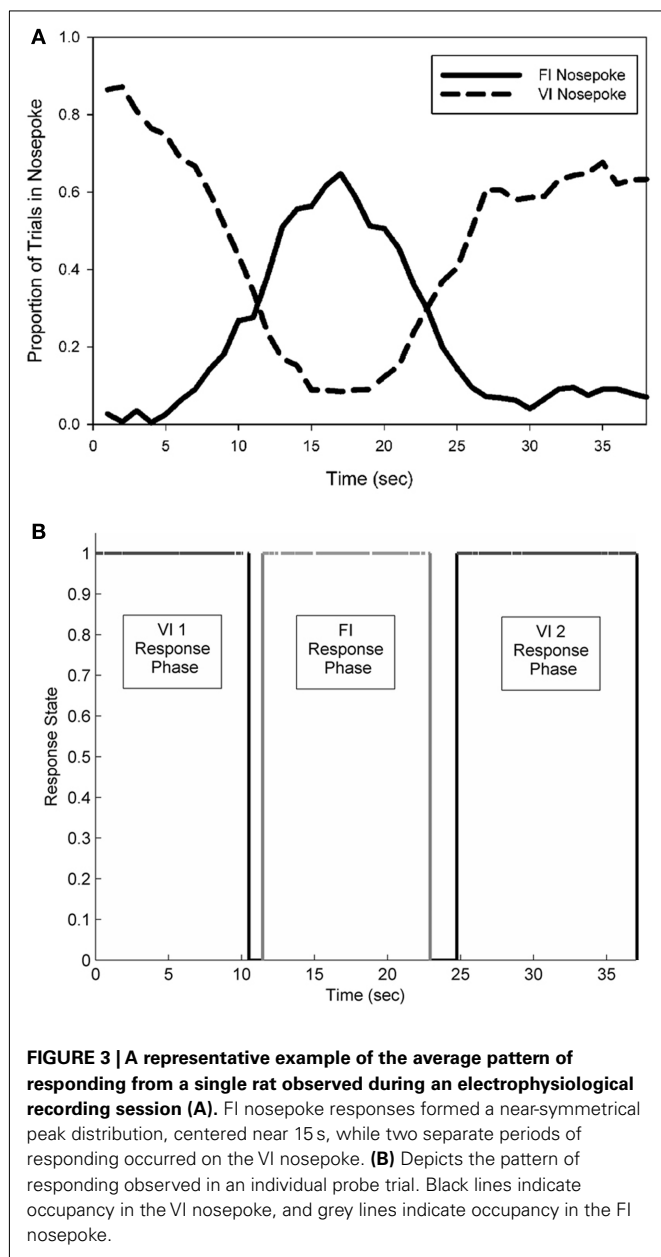 A
1.0
0.8
0.6
0.4
0.2
0.0
Proportion of Trials in Nosepoke
FI Nosepoke
VI Nosepoke
0 5 10 15 20 25 30 35
Time (sec)
B
1
0.9
0.8
0.7
0.6
0.5
0.4
0.3
0.2
0.1
0
Response State
VI 1
Response
Phase
FI
Response
Phase
VI 2
Response
Phase
0 5 10 15 20 25 30 35
Time (sec)
FIGURE 3 | A representative example of the average pattern of
responding from a single rat observed during an electrophysiological
recording session (A). FI nosepoke responses formed a near-symmetrical
peak distribution, centered near 15 s, while two separate periods of
responding occurred on the VI nosepoke. (B) Depicts the pattern of
responding observed in an individual probe trial. Black lines indicate
occupancy in the VI nosepoke, and grey lines indicate occupancy in the FI
nosepoke.